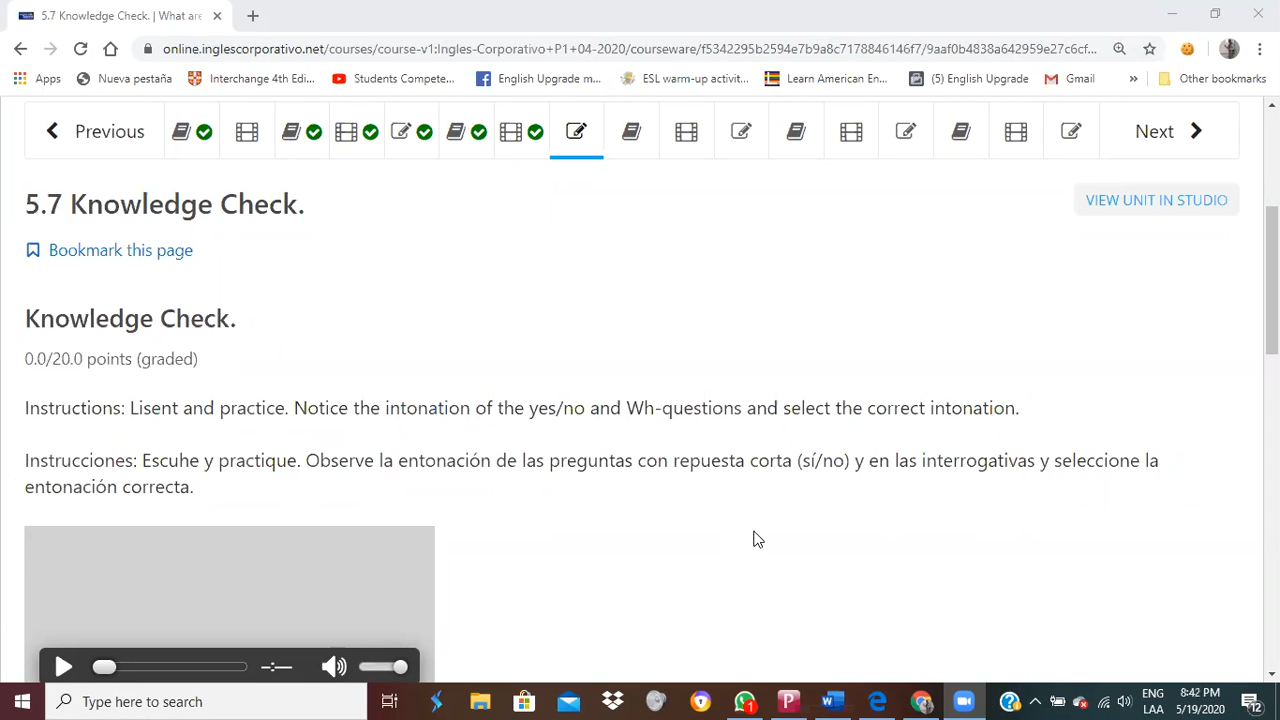 5.7 Knowledge Check. | What are
online.inglescorporativo.net/courses/course-v1:Ingles-Corporativo+P1+04-2020/courseware/f5342295b2594e7b9a8c7178846146f7/9aaf0b4838a642959e27c6cf...
Apps Nueva pestaña Interchange 4th Edi... Students Compete... English Upgrade m... ESL warm-up activit... Learn American En... (5) English Upgrade Gmail » Other bookmarks
Previous Next
5.7 Knowledge Check.
VIEW UNIT IN STUDIO
Bookmark this page
Knowledge Check.
0.0/20.0 points (graded)
Instructions: Lisent and practice. Notice the intonation of the yes/no and Wh-questions and select the correct intonation.
Instrucciones: Escuhe y practique. Observe la entonación de las preguntas con repuesta corta (sí/no) y en las interrogativas y seleccione la
entonación correcta.
-:--
Type here to search
1
ENG 8:42 PM
LAA 5/19/2020
12